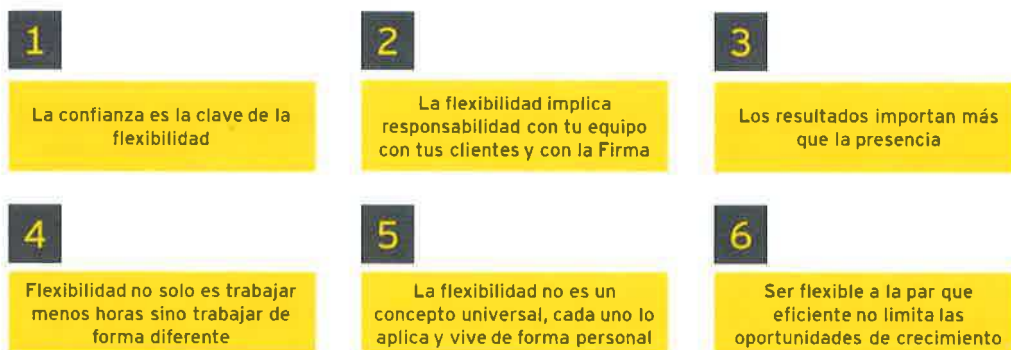 1
La confianza es la clave de la
flexibilidad
2
La flexibilidad implica
responsabilidad con tu equipo
con tus clientes y con la Firma
3
Los resultados importan más
que la presencia
4
Flexibilidad no solo es trabajar
menos horas sino trabajar de
forma diferente
5
La flexibilidad no es un
concepto universal, cada uno lo
aplica y vive de forma personal
6
Ser flexible a la par que
eficiente no limita las
oportunidades de crecimiento